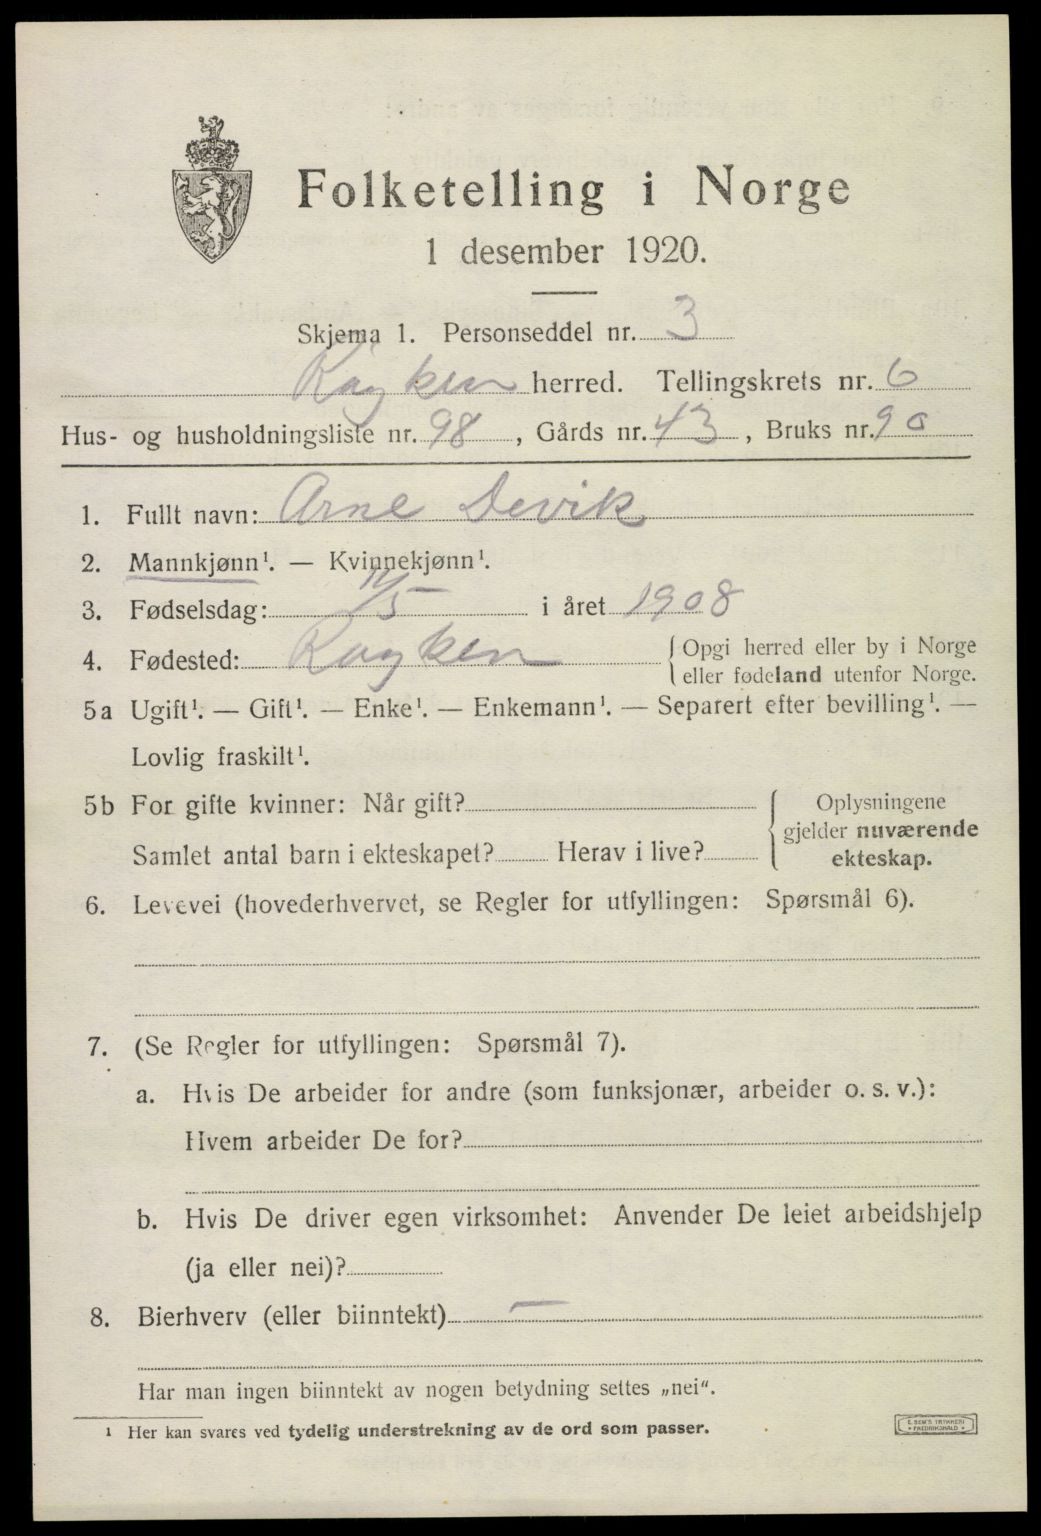 Folketelling i Norge
1 desember 1920.
Skjema 1. Personseddel nr. 3
Røyken herred. Tellingskrets nr. 6
Hus- og husholdningsliste nr. 98, Gårds nr. 43, Bruks nr. 90
1. Fullt navn: Arne Devik
2. Mannkjønn¹. — Kvinnekjønn¹.
3. Fødselsdag: 11/5 i året 1908
4. Fødested: Røyken {Opgi herred eller by i Norge
eller fødeland utenfor Norge.
5a Ugift¹. — Gift¹. — Enke¹. — Enkemann¹. — Separert efter bevilling¹. —
Lovlig fraskilt¹.
5b For gifte kvinner: Når gift?
Samlet antal barn i ekteskapet? Herav i live?
Oplysningene
gjelder nuværende
ekteskap.
6. Levevei (hovederhvervet, se Regler for utfyllingen: Spørsmål 6).
7. (Se Regler for utfyllingen: Spørsmål 7).
a. Hvis De arbeider for andre (som funksjonær, arbeider o. s. v.):
Hvem arbeider De for?
b. Hvis De driver egen virksomhet: Anvender De leiet arbeidshjelp
(ja eller nei)?
8. Bierhverv (eller biinntekt) —
Har man ingen biinntekt av nogen betydning settes „nei“.
¹ Her kan svares ved tydelig understrekning av de ord som passer.
E. SEM'S TRYKKERI
FREDRIKSHALD